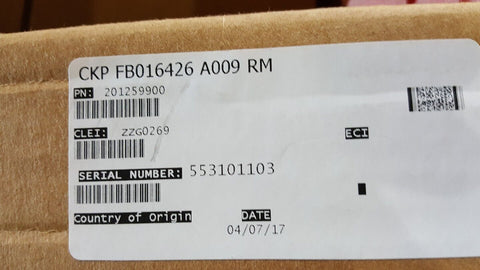 CKP FB016426 A009 RM
PN: 201259900
CLEI: ZZG0269
ECI
SERIAL NUMBER: 553101103
Country of Origin DATE
04/07/17